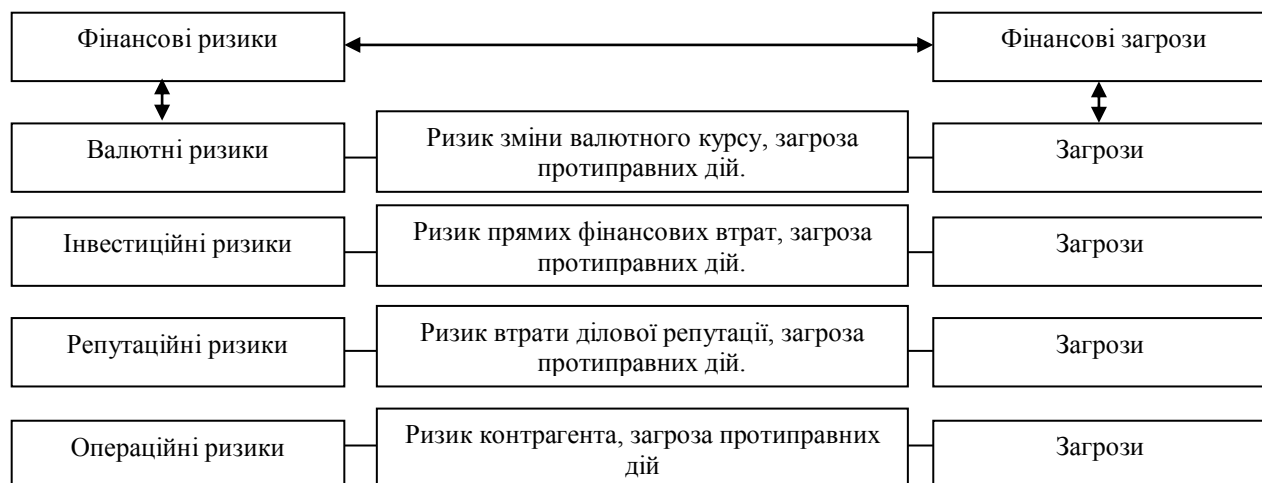 Фінансові ризики
Фінансові загрози
Валютні ризики
Ризик зміни валютного курсу, загроза
протиправних дій.
Загрози
Інвестиційні ризики
Ризик прямих фінансових втрат, загроза
протиправних дій.
Загрози
Репутаційні ризики
Ризик втрати ділової репутації, загроза
протиправних дій.
Загрози
Операційні ризики
Ризик контрагента, загроза протиправних
дій
Загрози